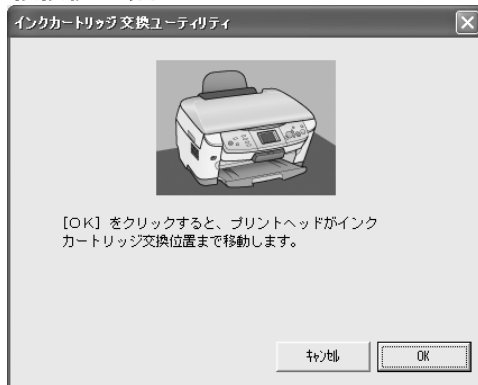 インクカートリッジ交換ユーティリティ
[OK] をクリックすると、プリントヘッドがインク
カートリッジ交換位置まで移動します。
キャンセル
OK